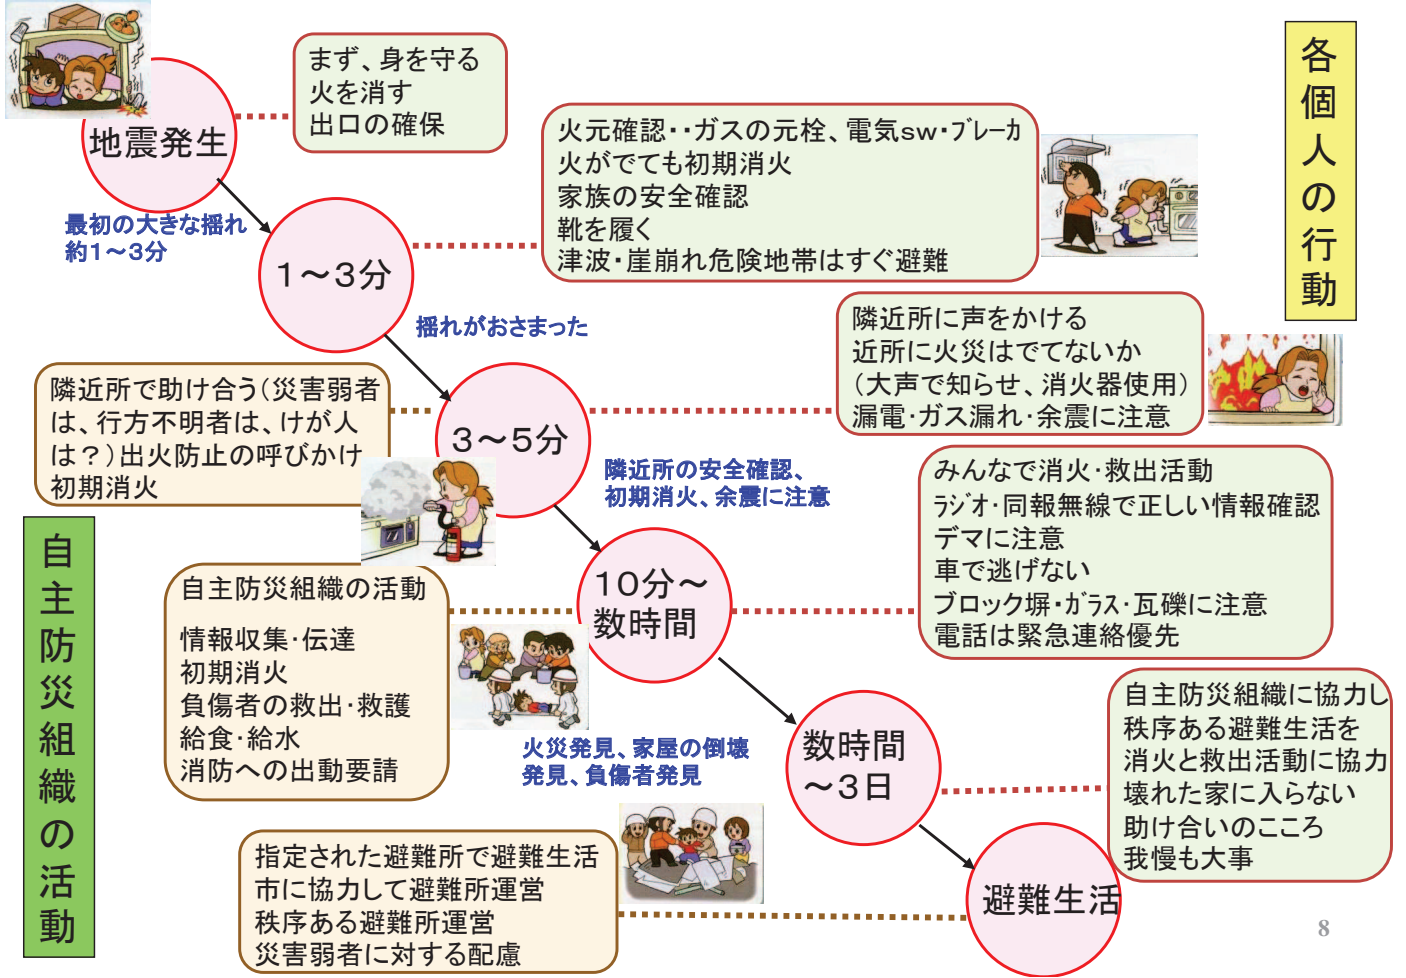 各個人の行動
地震発生
まず、身を守る
火を消す
出口の確保
最初の大きな揺れ
約1～3分
1～3分
火元確認・・ガスの元栓、電気sw・ブレーカ
火がでても初期消火
家族の安全確認
靴を履く
津波・崖崩れ危険地帯はすぐ避難
揺れがおさまった
3～5分
隣近所に声をかける
近所に火災はでてないか
（大声で知らせ、消火器使用）
漏電・ガス漏れ・余震に注意
隣近所で助け合う（災害弱者
は、行方不明者は、けが人
は？）出火防止の呼びかけ
初期消火
隣近所の安全確認、
初期消火、余震に注意
10分～
数時間
みんなで消火・救出活動
ラジオ・同報無線で正しい情報確認
デマに注意
車で逃げない
ブロック塀・ガラス・瓦礫に注意
電話は緊急連絡優先
自主防災組織の活動
自主防災組織の活動
情報収集・伝達
初期消火
負傷者の救出・救護
給食・給水
消防への出動要請
火災発見、家屋の倒壊
発見、負傷者発見
数時間
～3日
自主防災組織に協力し
秩序ある避難生活を
消火と救出活動に協力
壊れた家に入らない
助け合いのこころ
我慢も大事
避難生活
指定された避難所で避難生活
市に協力して避難所運営
秩序ある避難所運営
災害弱者に対する配慮
8